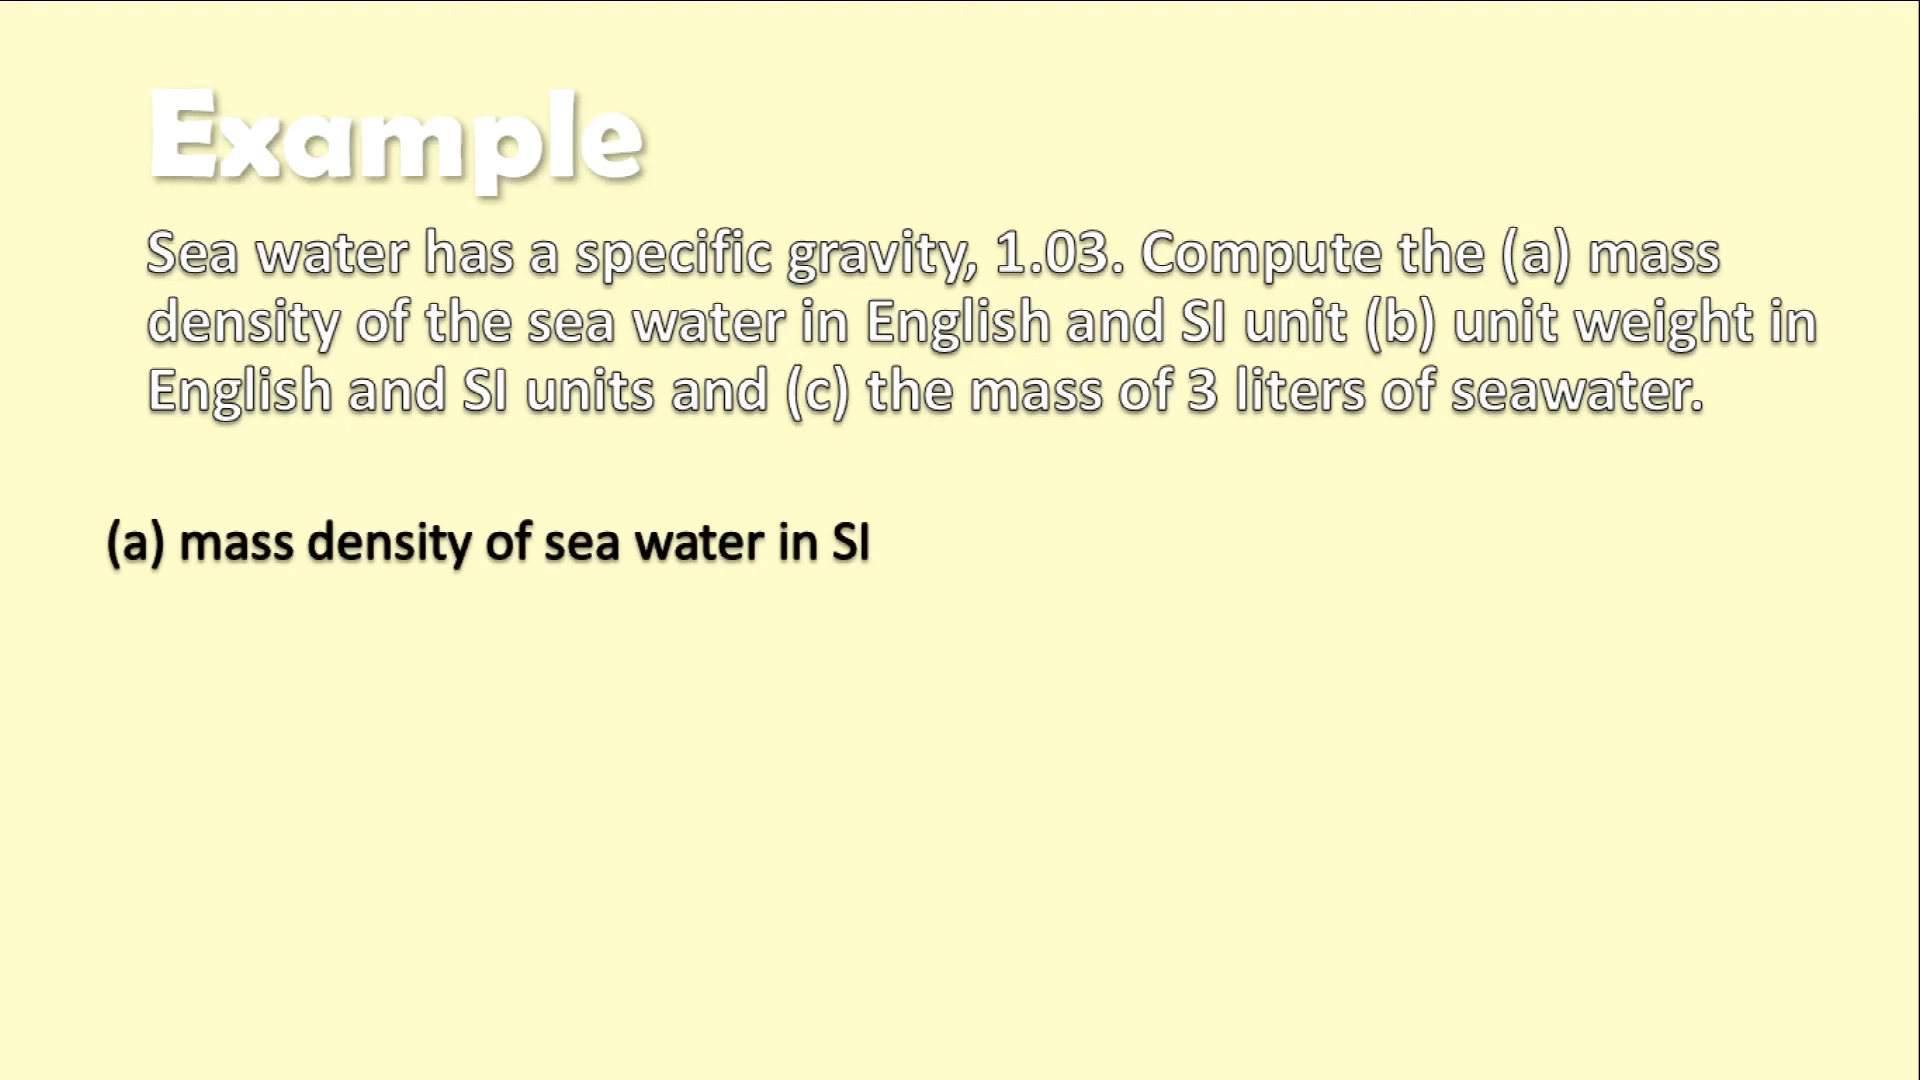 Example
Sea water has a specific gravity, 1.03. Compute the (a) mass
density of the sea water in English and SI unit (b) unit weight in
English and SI units and (c) the mass of 3 liters of seawater.
(a) mass density of sea water in SI